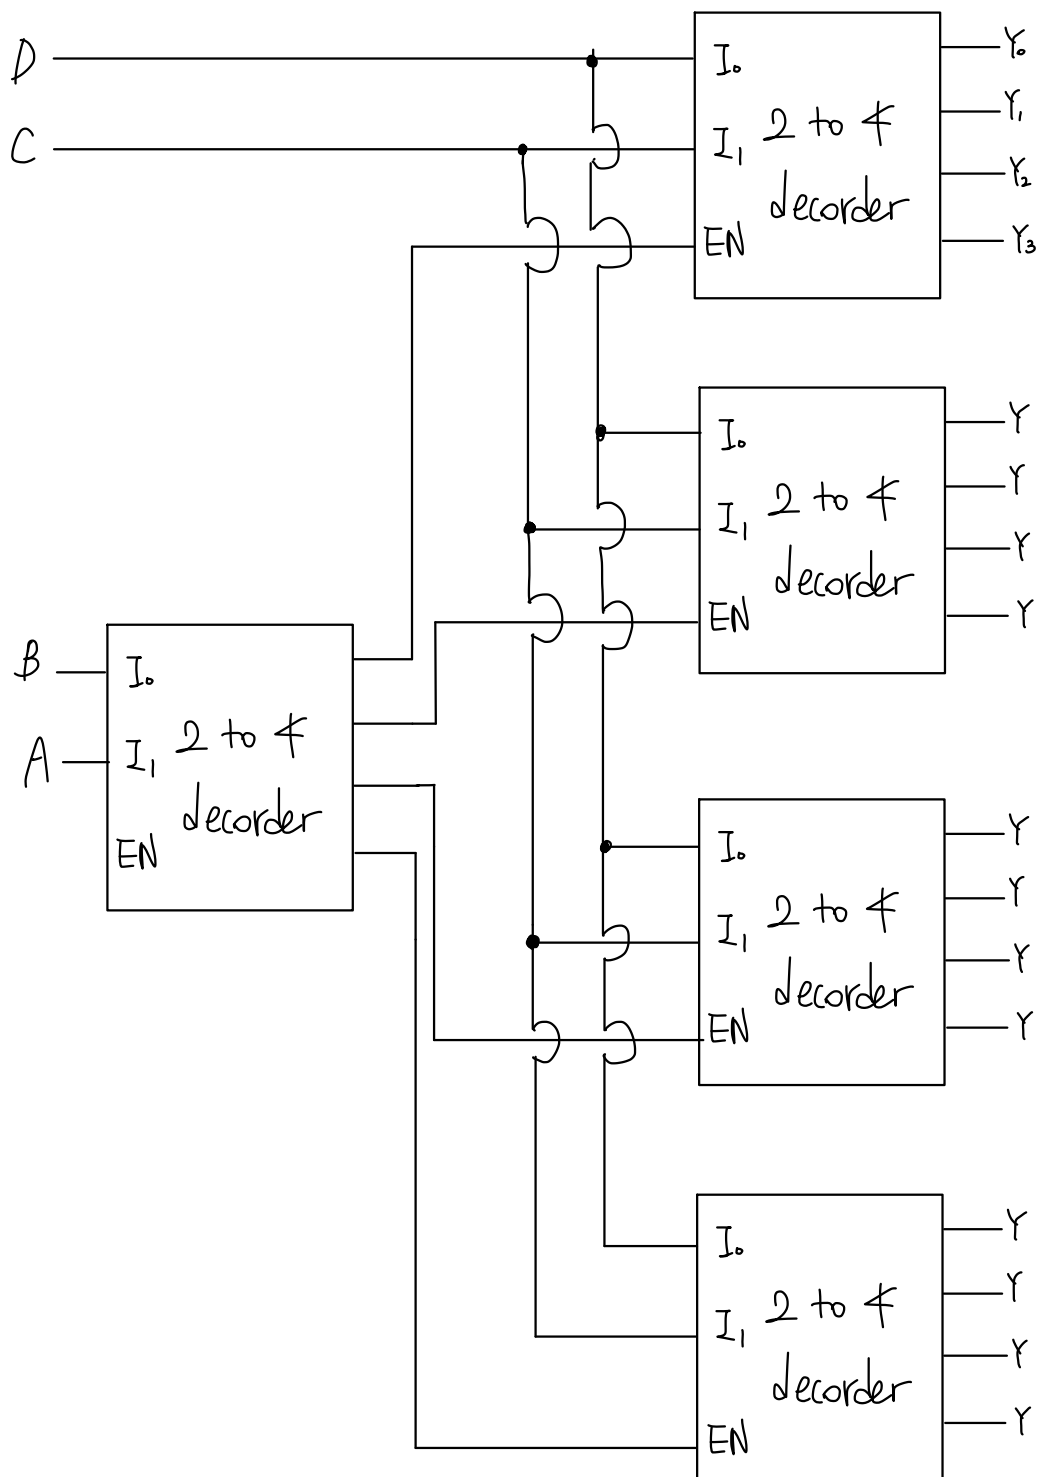 D
C
I₀
I₁ 2 to 4
decorder
EN
Y₀
Y₁
Y₂
Y₃
I₀
I₁ 2 to 4
decorder
EN
Y
Y
Y
Y
B
A
I₀
I₁ 2 to 4
decorder
EN
I₀
I₁ 2 to 4
decorder
EN
Y
Y
Y
Y
I₀
I₁ 2 to 4
decorder
EN
Y
Y
Y
Y